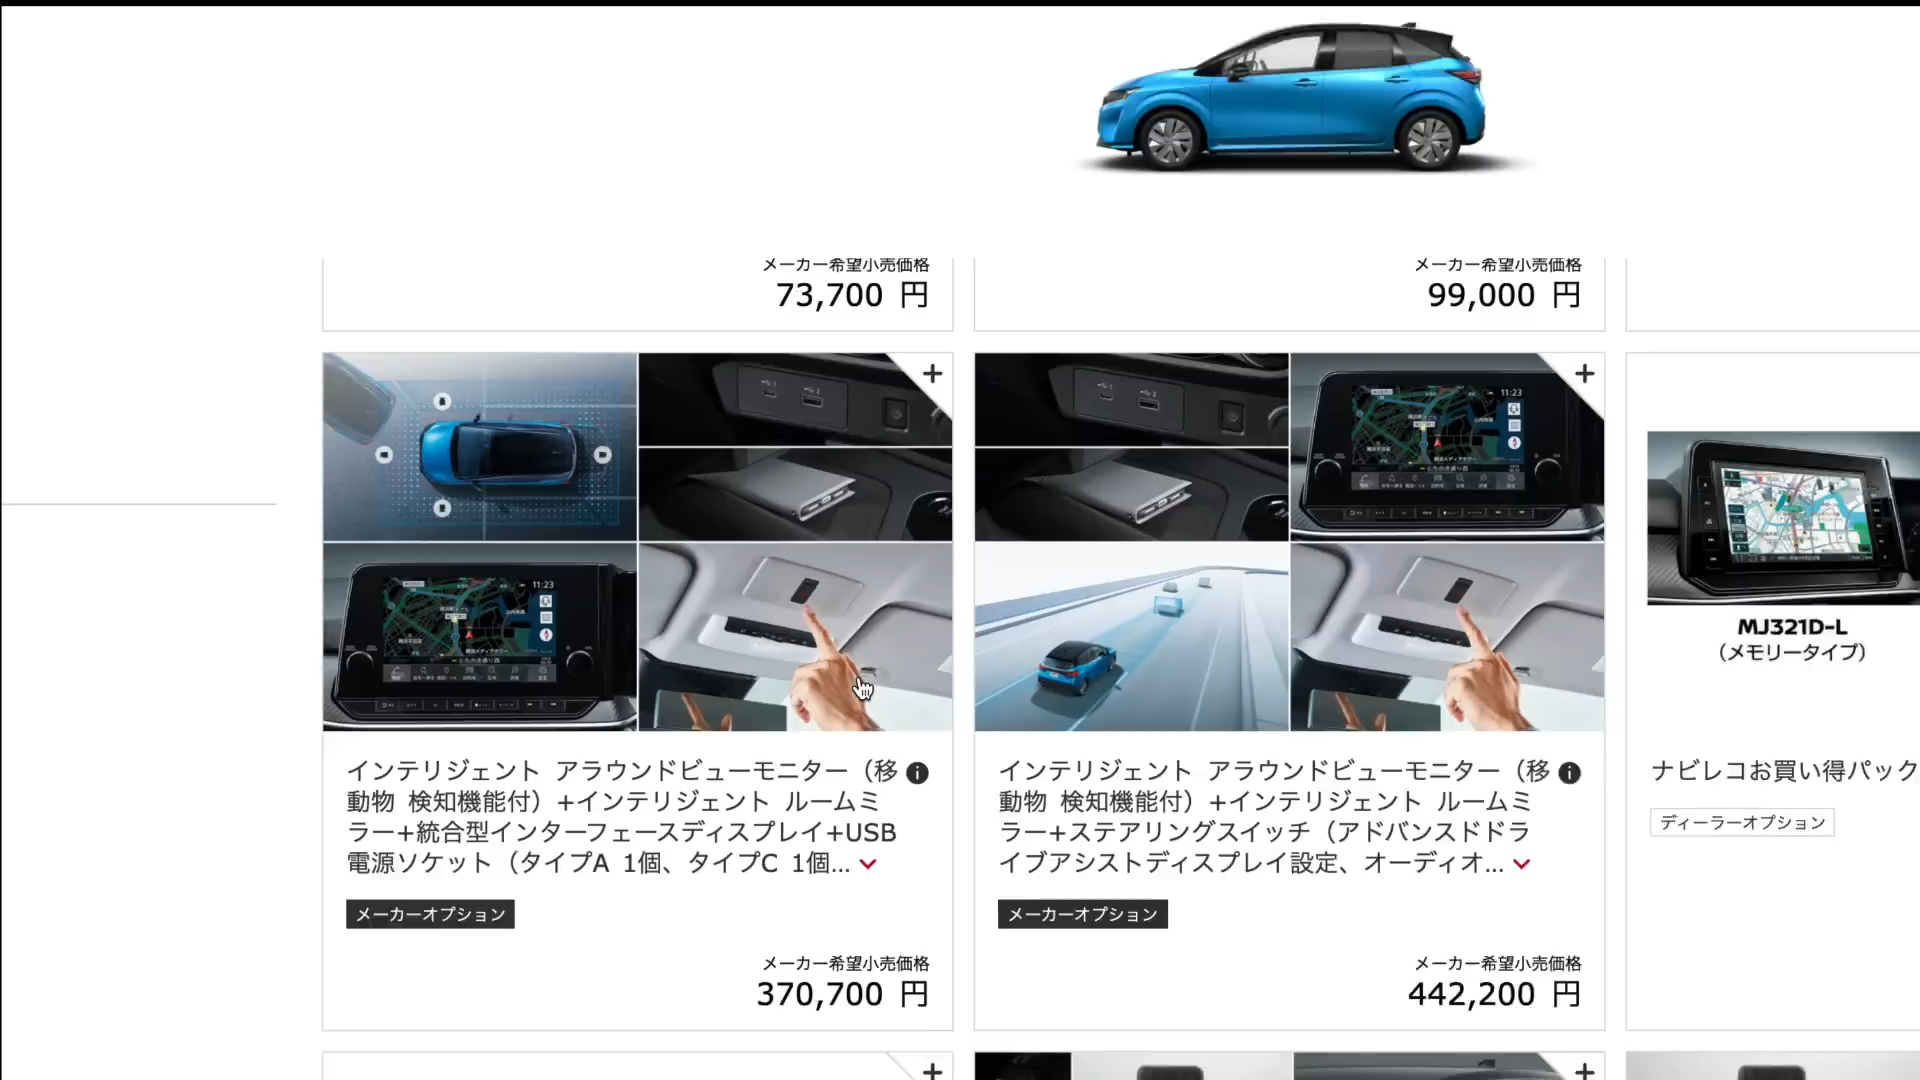 メーカー希望小売価格
73,700 円
メーカー希望小売価格
99,000 円
11:23
11:23
インテリジェント アラウンドビューモニター（移
動物 検知機能付）+インテリジェント ルームミ
ラー+統合型インターフェースディスプレイ+USB
電源ソケット（タイプA 1個、タイプC 1個...
メーカーオプション
メーカー希望小売価格
370,700 円
インテリジェント アラウンドビューモニター（移
動物 検知機能付）+インテリジェント ルームミ
ラー+ステアリングスイッチ（アドバンスドドラ
イブアシストディスプレイ設定、オーディオ...
メーカーオプション
メーカー希望小売価格
442,200 円
MJ321D-L
（メモリータイプ）
ナビレコお買い得パック
ディーラーオプション